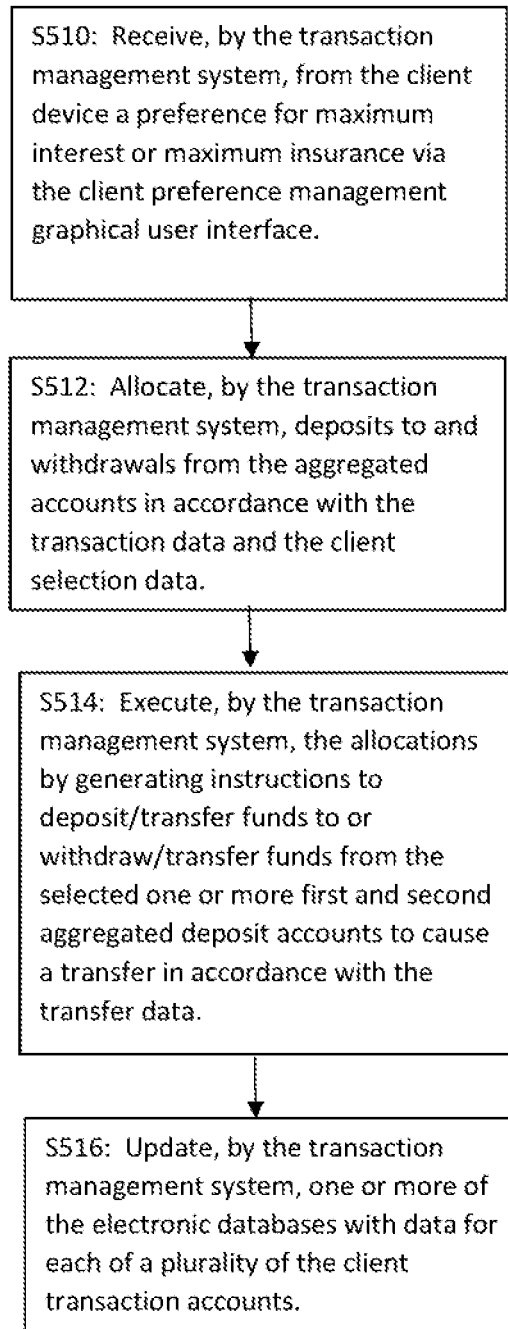 S510: Receive, by the transaction
management system, from the client
device a preference for maximum
interest or maximum insurance via
the client preference management
graphical user interface.
S512: Allocate, by the transaction
management system, deposits to and
withdrawals from the aggregated
accounts in accordance with the
transaction data and the client
selection data.
S514: Execute, by the transaction
management system, the allocations
by generating instructions to
deposit/transfer funds to or
withdraw/transfer funds from the
selected one or more first and second
aggregated deposit accounts to cause
a transfer in accordance with the
transfer data.
S516: Update, by the transaction
management system, one or more of
the electronic databases with data for
each of a plurality of the client
transaction accounts.